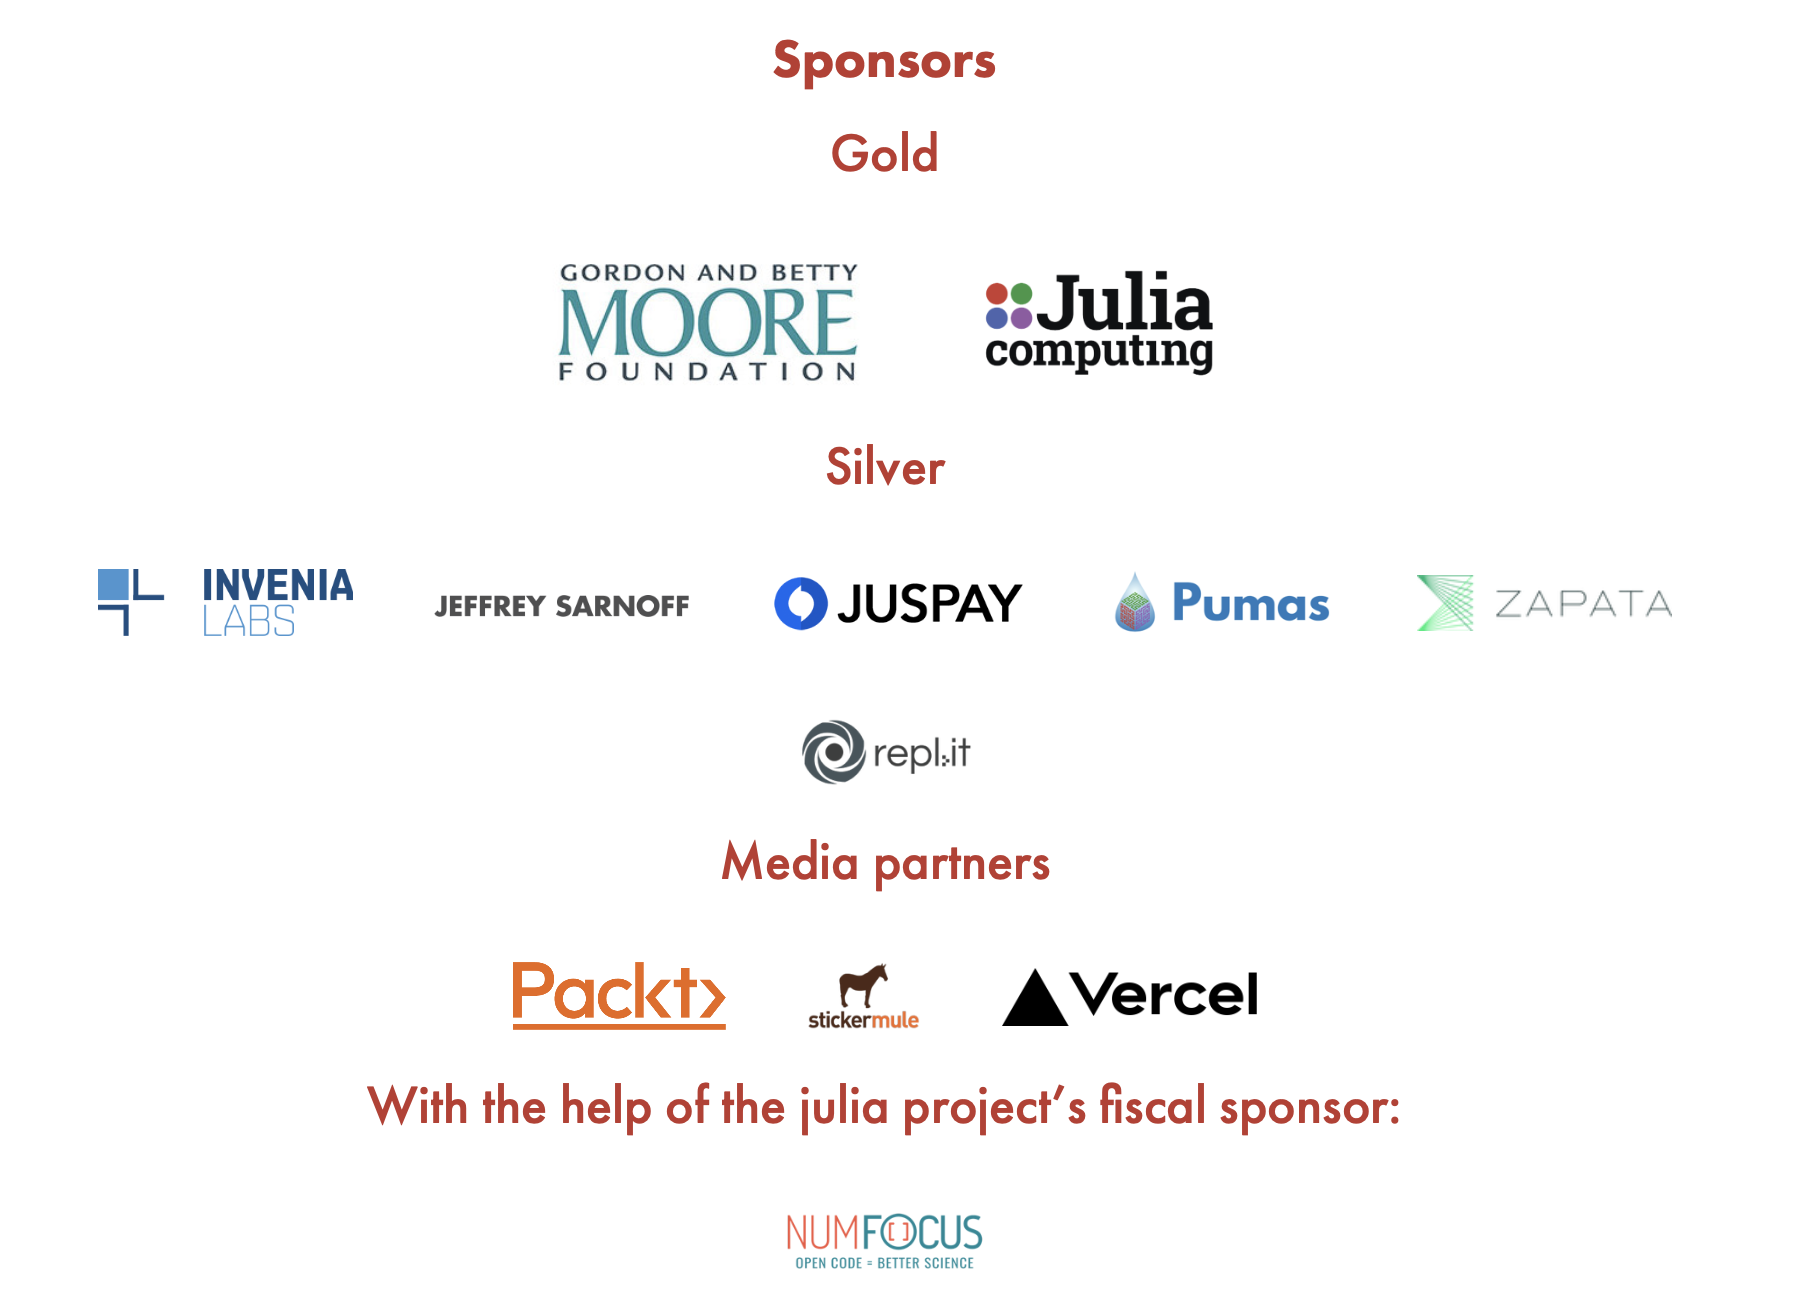 Sponsors
Gold
GORDON AND BETTY
MOORE
FOUNDATION
Julia
computing
Silver
INVENIA
LABS
JEFFREY SARNOFF
JUSPAY
Pumas
ZAPATA
repl.it
Media partners
Packt
stickermule
Vercel
With the help of the julia project’s fiscal sponsor:
NUMFOCUS
OPEN CODE = BETTER SCIENCE